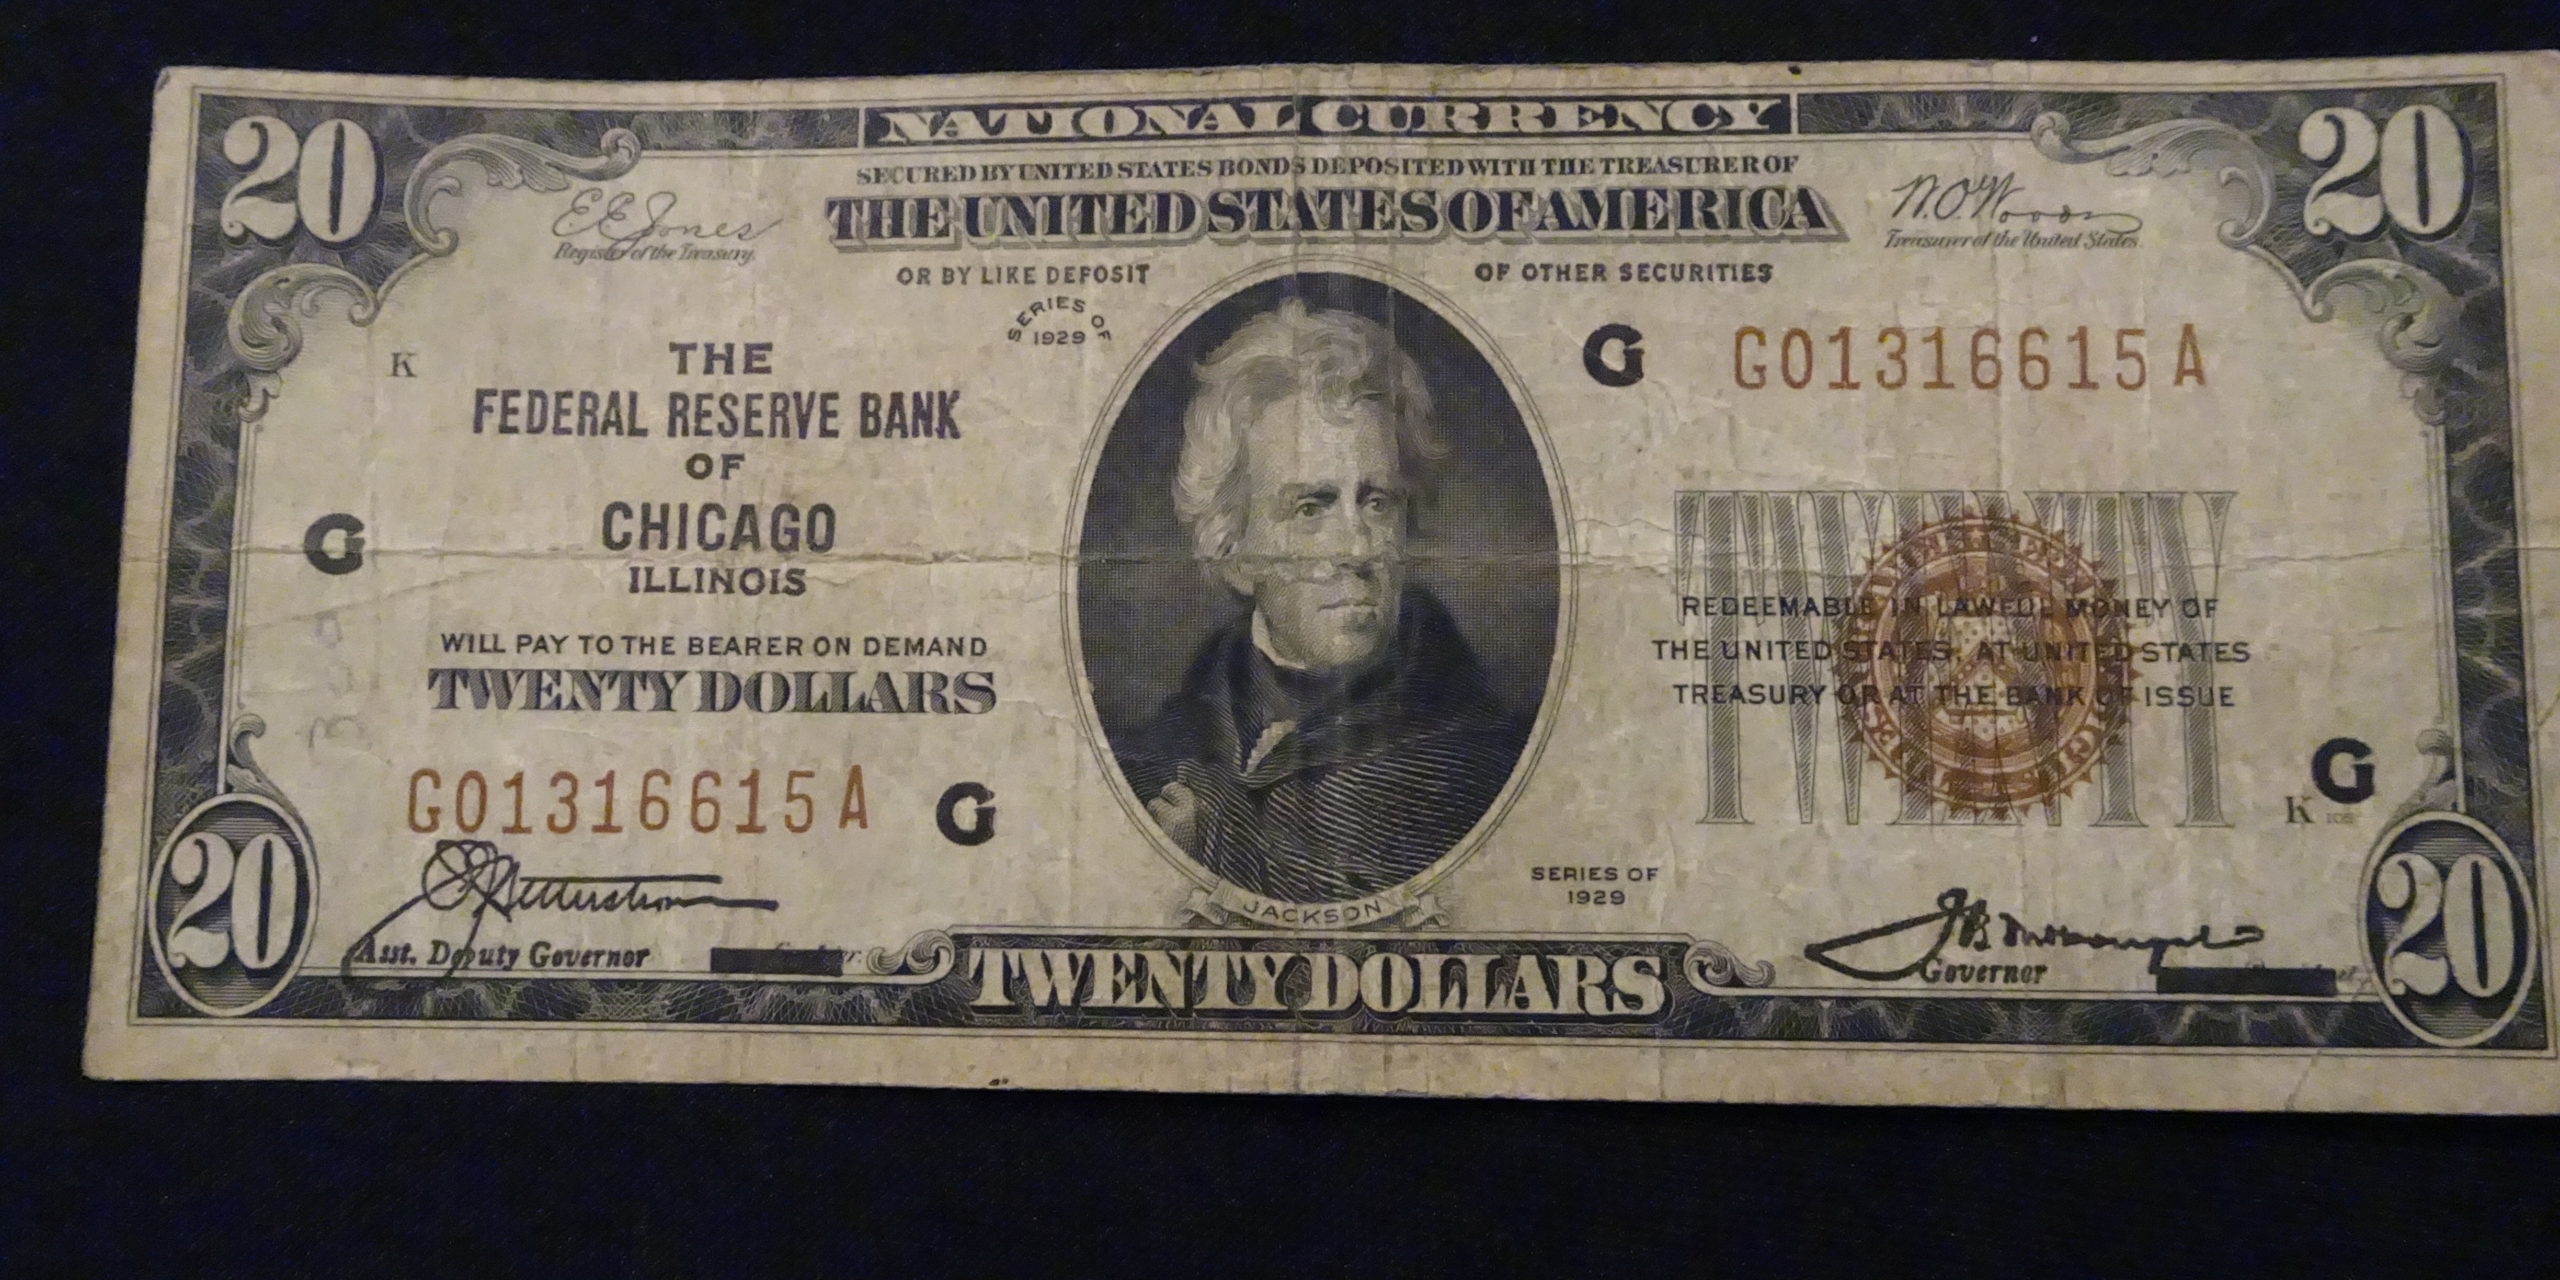 NATIONAL CURRENCY
20 20
SECURED BY UNITED STATES BONDS DEPOSITED WITH THE TREASURER OF
THE UNITED STATES OF AMERICA
E.E. Jones
Register of the Treasury.
W.O. Woods
Treasurer of the United States.
OR BY LIKE DEPOSIT OF OTHER SECURITIES
SERIES OF
1929
K
THE
FEDERAL RESERVE BANK
OF
CHICAGO
ILLINOIS
G
G G01316615A
WILL PAY TO THE BEARER ON DEMAND
TWENTY DOLLARS
TWENTY
REDEEMABLE IN LAWFUL MONEY OF
THE UNITED STATES, AT UNITED STATES
TREASURY OR AT THE BANK OF ISSUE
G01316615A G
G
K
JACKSON
SERIES OF
1929
Asst. Deputy Governor
Governor
20 TWENTY DOLLARS 20